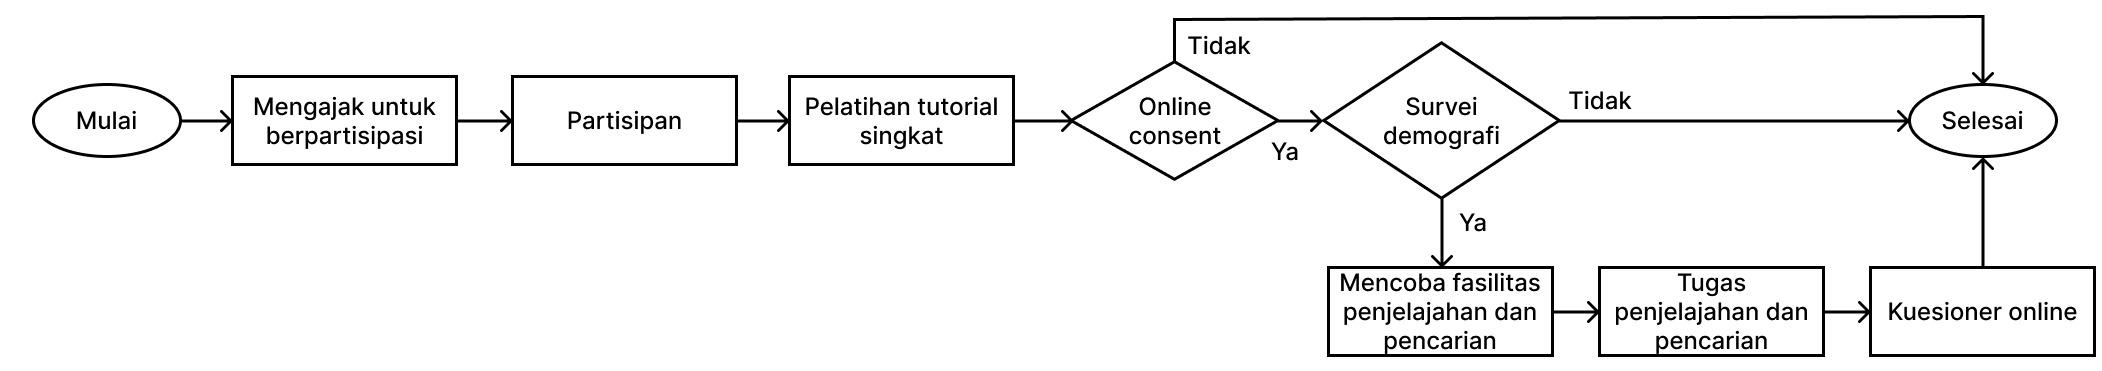 Mulai
Mengajak untuk
berpartisipasi
Partisipan
Pelatihan tutorial
singkat
Online
consent
Tidak
Ya
Survei
demografi
Tidak
Ya
Selesai
Mencoba fasilitas
penjelajahan dan
pencarian
Tugas
penjelajahan dan
pencarian
Kuesioner online